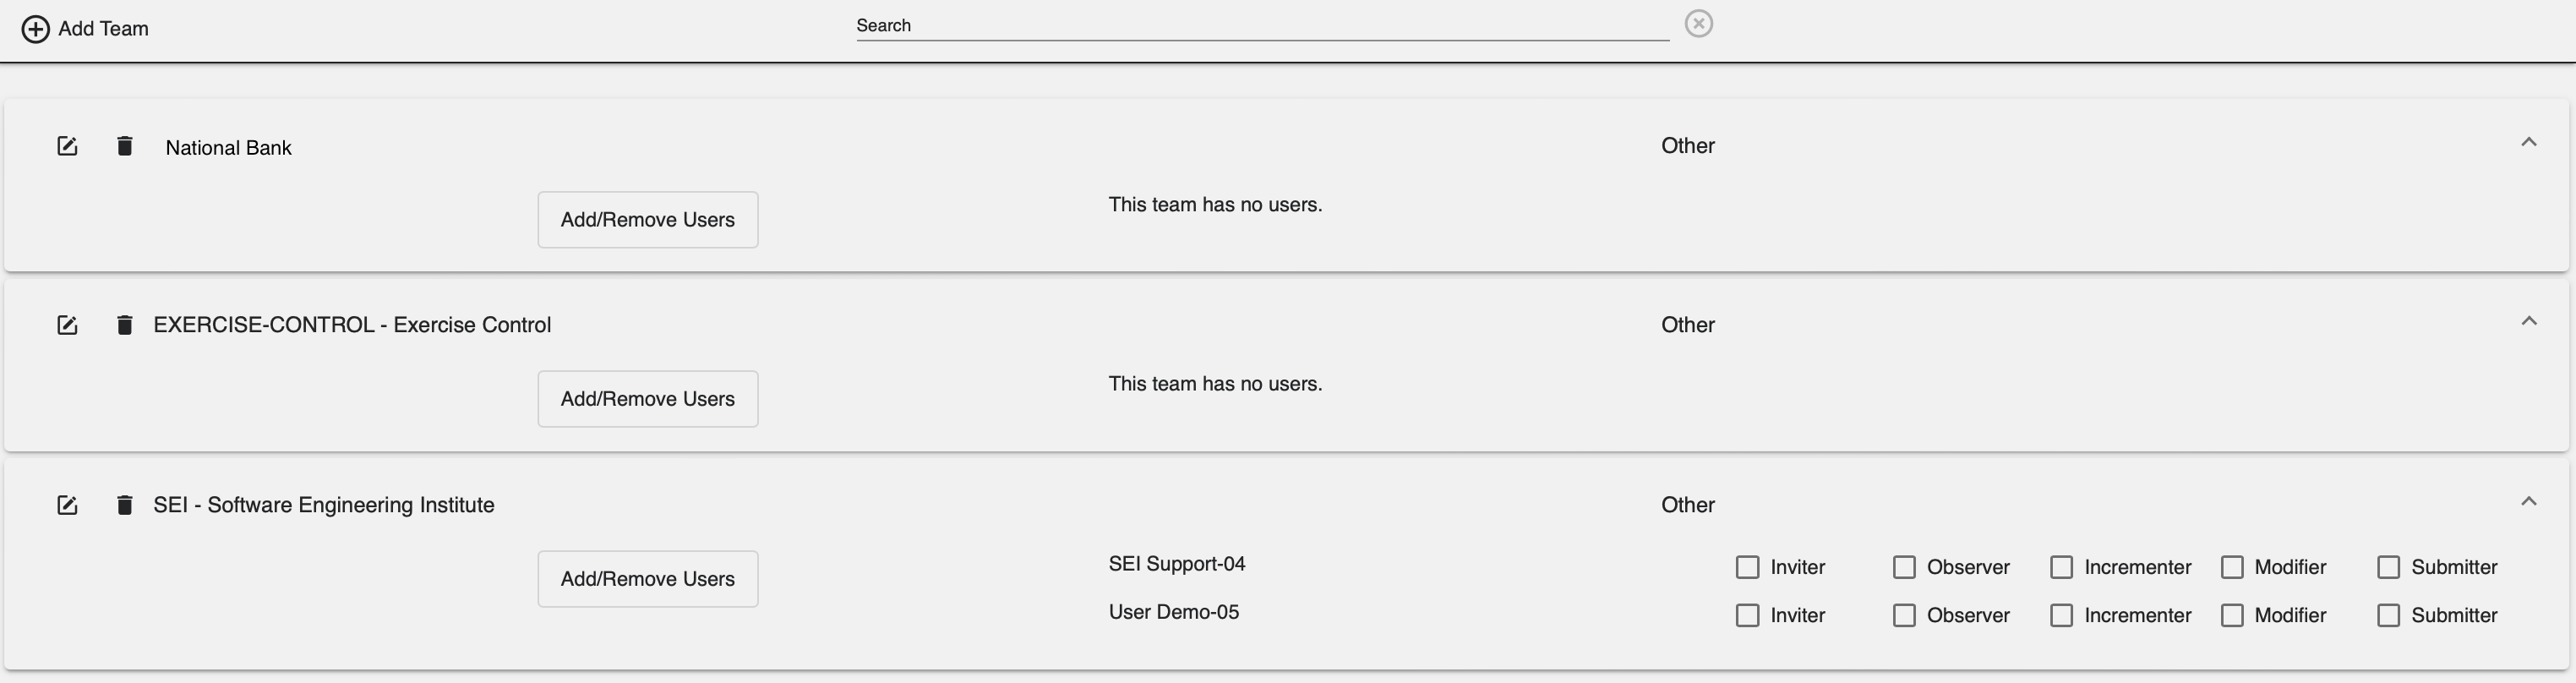 Add Team
Search
National Bank Other
Add/Remove Users This team has no users.
EXERCISE-CONTROL - Exercise Control Other
Add/Remove Users This team has no users.
SEI - Software Engineering Institute Other
Add/Remove Users
SEI Support-04 Inviter Observer Incrementer Modifier Submitter
User Demo-05 Inviter Observer Incrementer Modifier Submitter